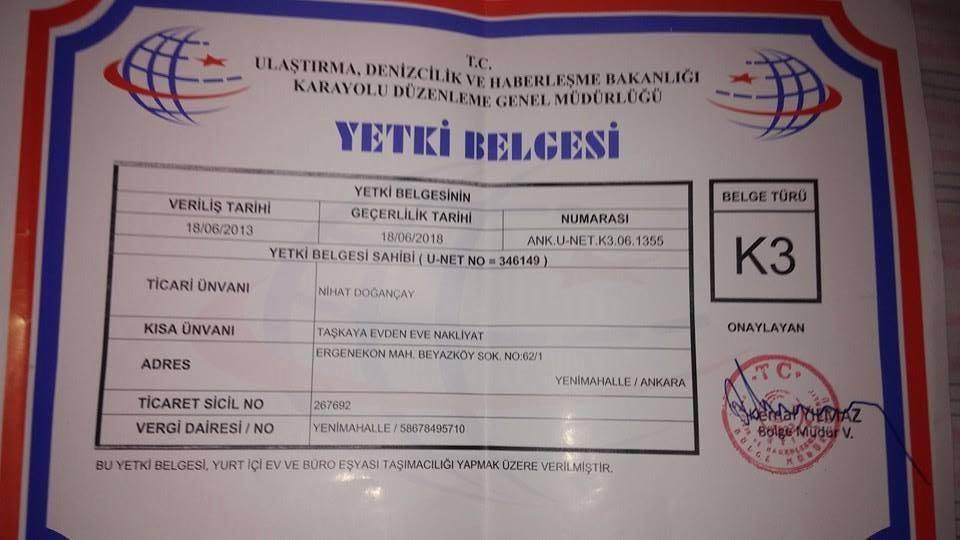 T.C.
ULAŞTIRMA, DENİZCİLİK VE HABERLEŞME BAKANLIĞI
KARAYOLU DÜZENLEME GENEL MÜDÜRLÜĞÜ
YETKİ BELGESİ
YETKİ BELGESİNİN
VERİLİŞ TARİHİ GEÇERLİLİK TARİHİ NUMARASI
18/06/2013 18/06/2018 ANK.U-NET.K3.06.1355
YETKİ BELGESİ SAHİBİ ( U-NET NO = 346149 )
TİCARİ ÜNVANI NİHAT DOĞANÇAY
KISA ÜNVANI TAŞKAYA EVDEN EVE NAKLİYAT
ADRES ERGENEKON MAH. BEYAZKÖY SOK. NO:62/1
YENİMAHALLE / ANKARA
TİCARET SİCİL NO 267692
VERGİ DAİRESİ / NO YENİMAHALLE / 58678495710
BU YETKİ BELGESİ, YURT İÇİ EV VE BÜRO EŞYASI TAŞIMACILIĞI YAPMAK ÜZERE VERİLMİŞTİR.
BELGE TÜRÜ
K3
ONAYLAYAN
T C
Kemal YILMAZ
Bölge Müdür V.